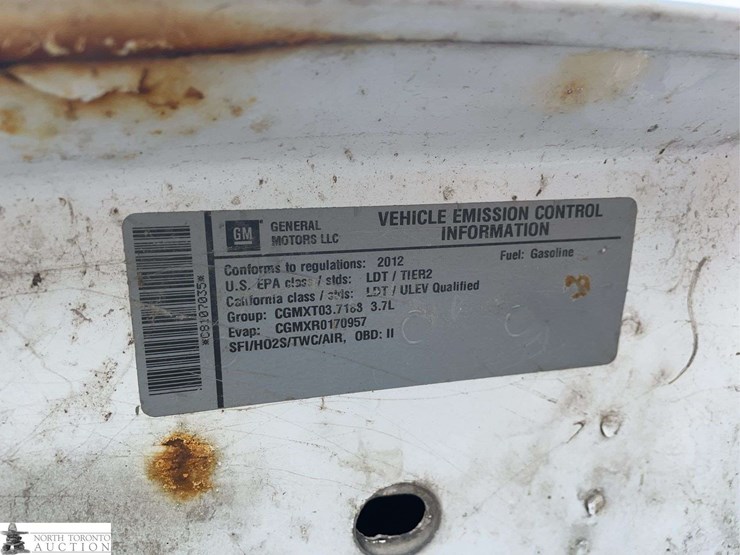 GM
GENERAL
MOTORS LLC
VEHICLE EMISSION CONTROL
INFORMATION
Conforms to regulations: 2012
Fuel: Gasoline
U.S. EPA class / stds: LDT / TIER2
California class / stds: LDT / ULEV Qualified
Group: CGMXT03.7188 3.7L
Evap: CGMXR0170957
SFI/HO2S/TWC/AIR, OBD: II
*WC8107035*
NORTH TORONTO
AUCTION